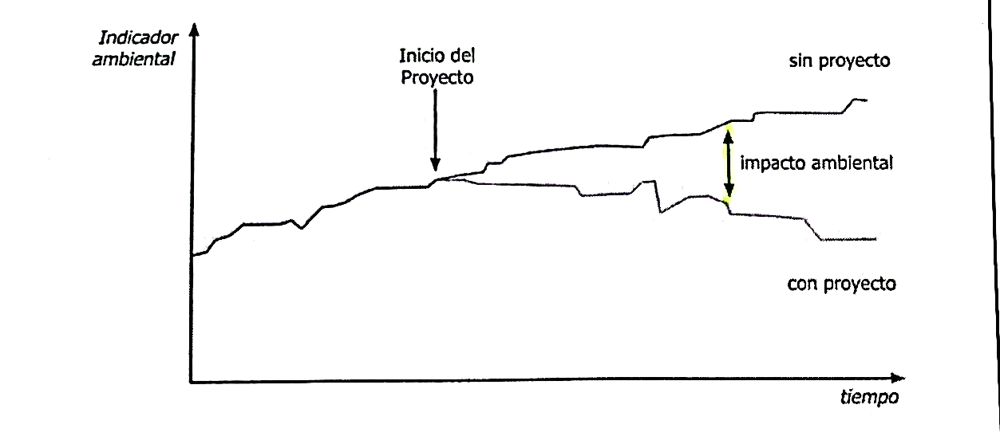 Indicador
ambiental
Inicio del
Proyecto
sin proyecto
impacto ambiental
con proyecto
tiempo